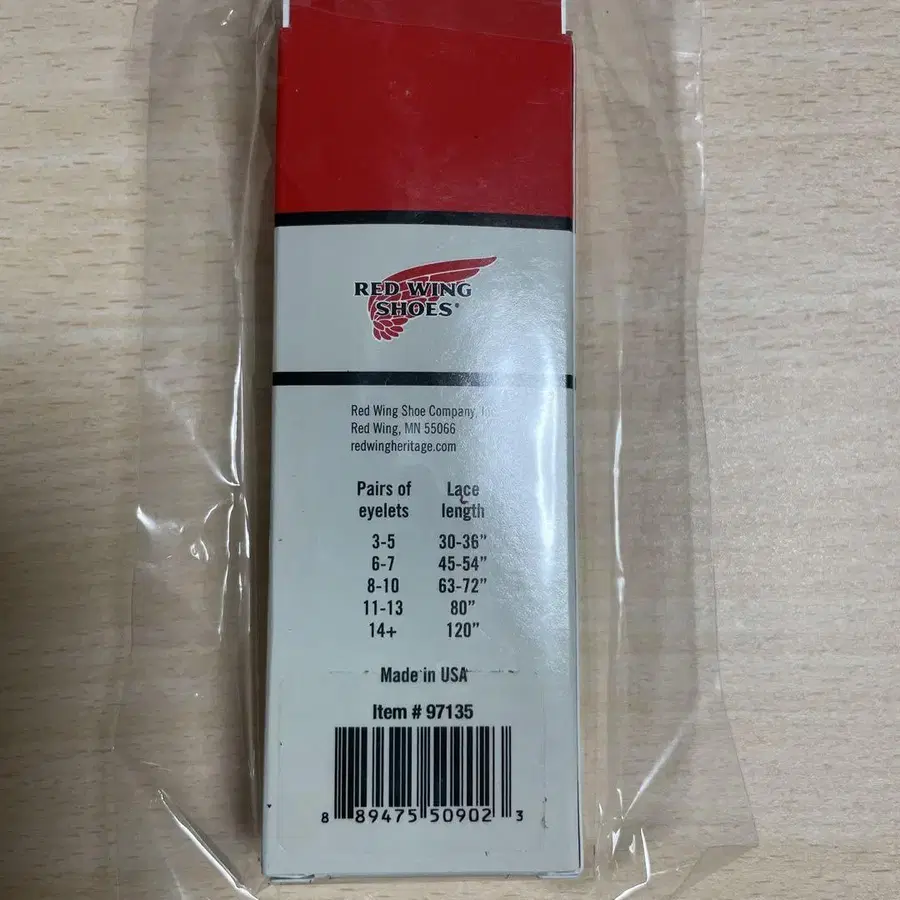 RED WING
SHOES®
Red Wing Shoe Company,
Red Wing, MN 55066
redwingheritage.com
Pairs of eyelets Lace length
3-5 30-36”
6-7 45-54”
8-10 63-72”
11-13 80”
14+ 120”
Made in USA
Item # 97135
8 89475 50902 3